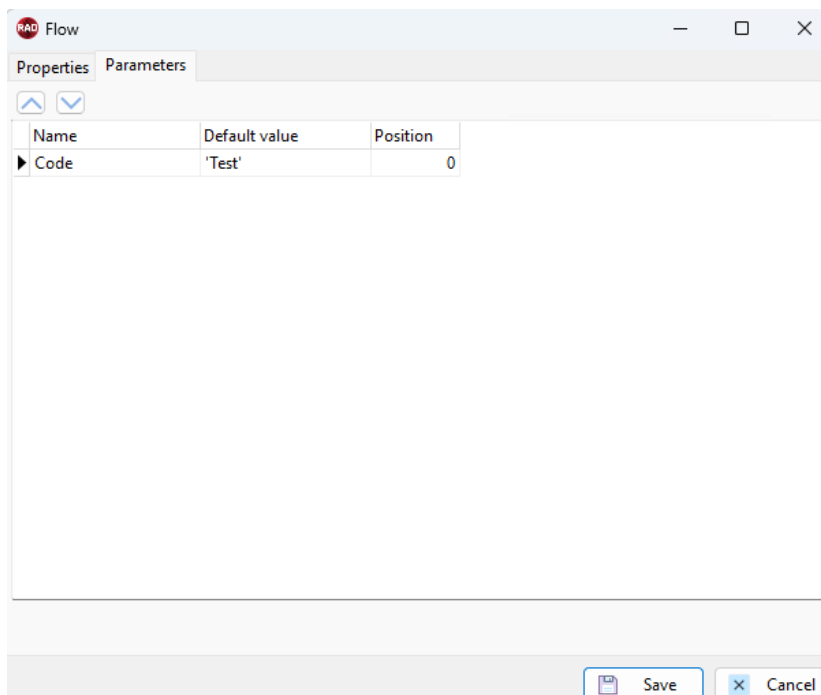 RAD Flow
Properties Parameters
Name Default value Position
Code 'Test' 0
Save Cancel